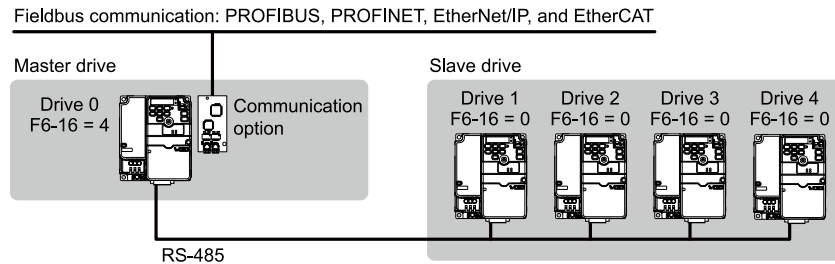 Fieldbus communication: PROFIBUS, PROFINET, EtherNet/IP, and EtherCAT
Master drive
Slave drive
Drive 0
F6-16 = 4
Communication
option
Drive 1
F6-16 = 0
Drive 2
F6-16 = 0
Drive 3
F6-16 = 0
Drive 4
F6-16 = 0
RS-485